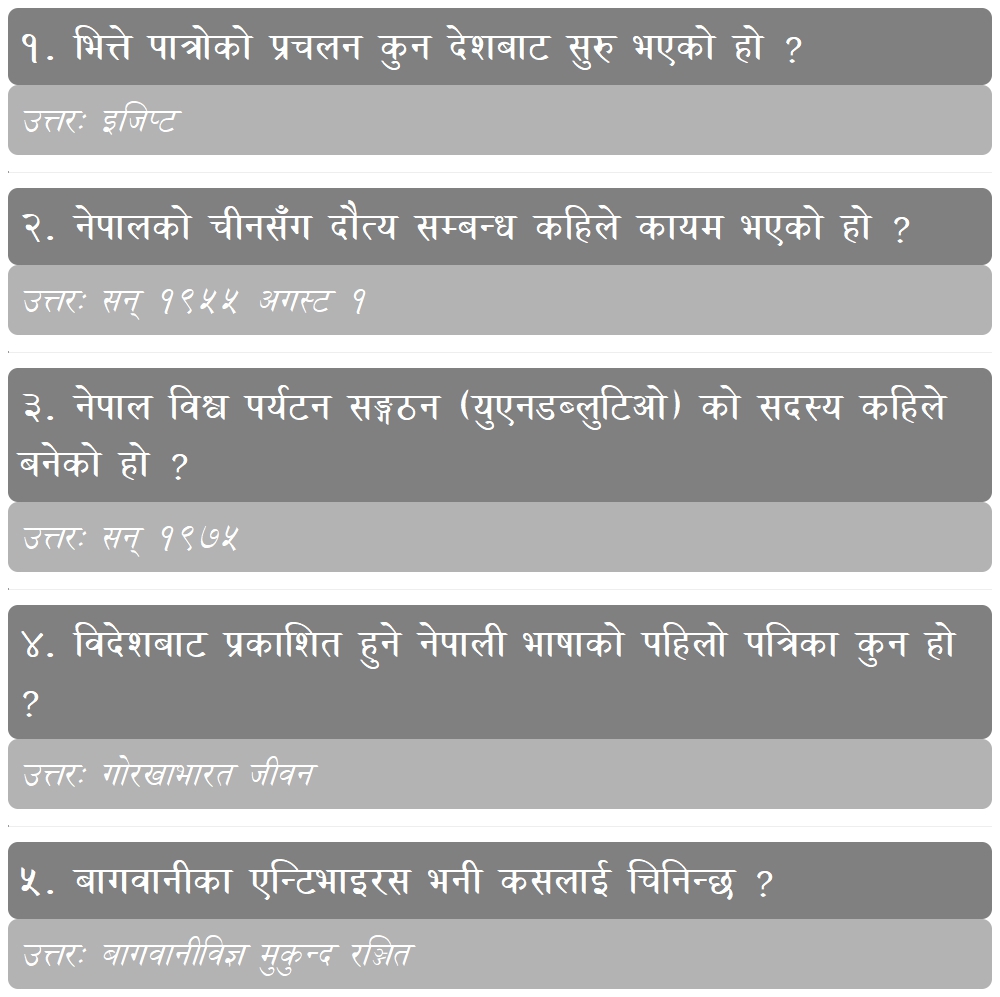 १. भित्ते पात्रोको प्रचलन कुन देशबाट सुरु भएको हो ?
उत्तरः इजिप्ट
२. नेपालको चीनसँग दौत्य सम्बन्ध कहिले कायम भएको हो ?
उत्तरः सन् १९५५ अगस्ट १
३. नेपाल विश्व पर्यटन सङ्गठन (युएनडब्लुटिओ) को सदस्य कहिले
बनेको हो ?
उत्तरः सन् १९७५
४. विदेशबाट प्रकाशित हुने नेपाली भाषाको पहिलो पत्रिका कुन हो
?
उत्तरः गोरखाभारत जीवन
५. बागवानीका एन्टिभाइरस भनी कसलाई चिनिन्छ ?
उत्तरः बागवानीविज्ञ मुकुन्द रञ्जित